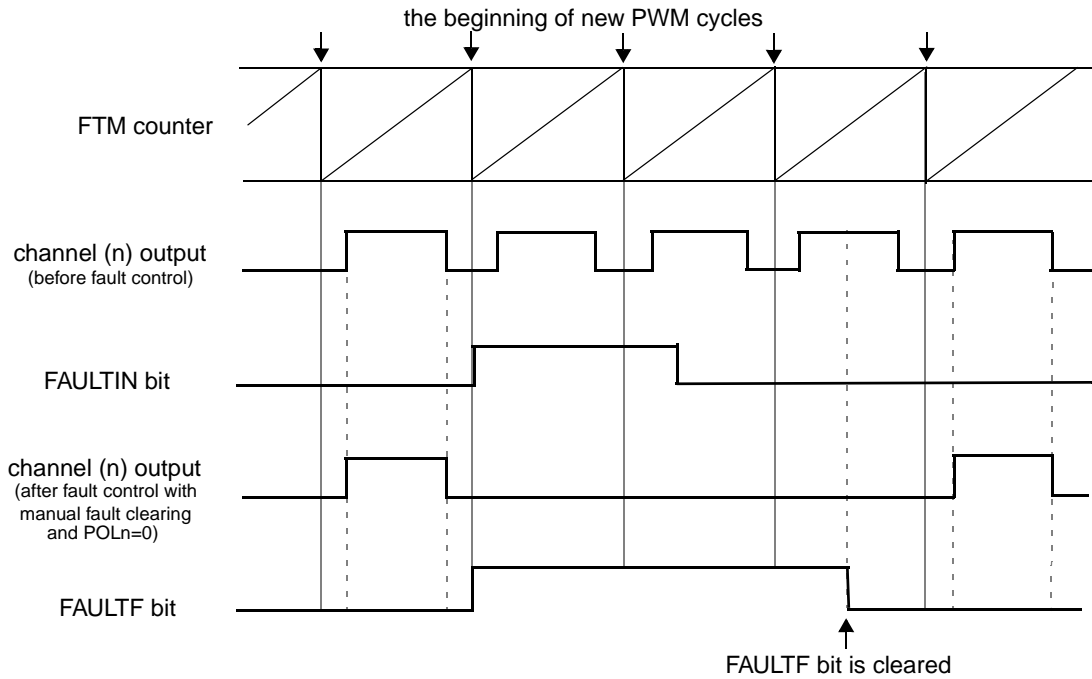 the beginning of new PWM cycles
FTM counter
channel (n) output
(before fault control)
FAULTIN bit
channel (n) output
(after fault control with
manual fault clearing
and POLn=0)
FAULTF bit
FAULTF bit is cleared